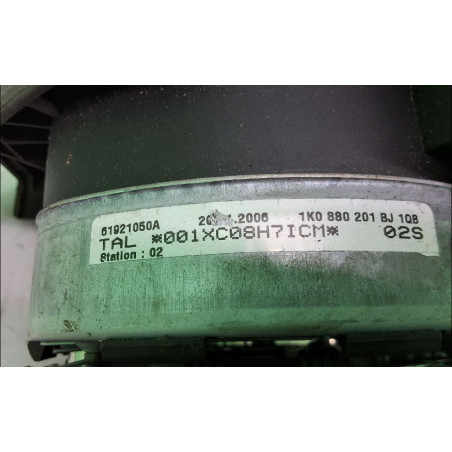 61921050A 2006 1K0 880 201 BJ 1QB
TAL *001XC08H7ICM* 02S
Station : 02